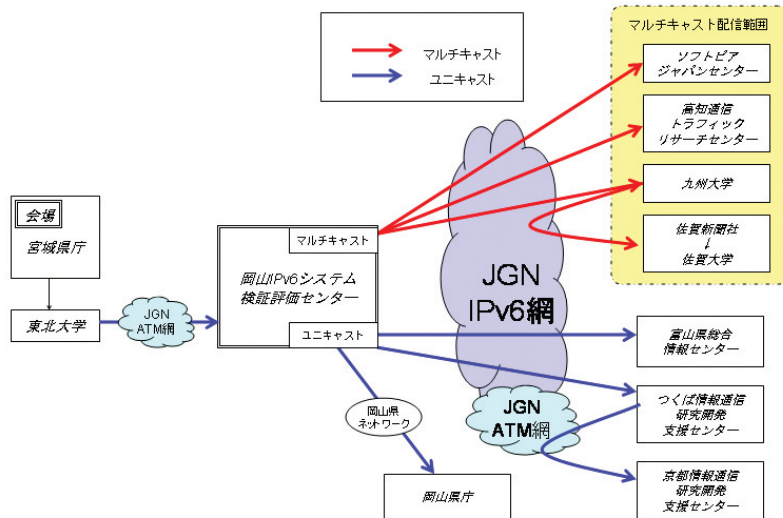 マルチキャスト
ユニキャスト
マルチキャスト配信範囲
ソフトピア
ジャパンセンター
高知通信
トラフィック
リサーチセンター
九州大学
佐賀新聞社
↓
佐賀大学
会場
宮城県庁
東北大学
JGN
ATM網
マルチキャスト
岡山IPv6システム
検証評価センター
ユニキャスト
JGN
IPv6網
JGN
ATM網
岡山県
ネットワーク
岡山県庁
富山県総合
情報センター
つくば情報通信
研究開発
支援センター
京都情報通信
研究開発
支援センター